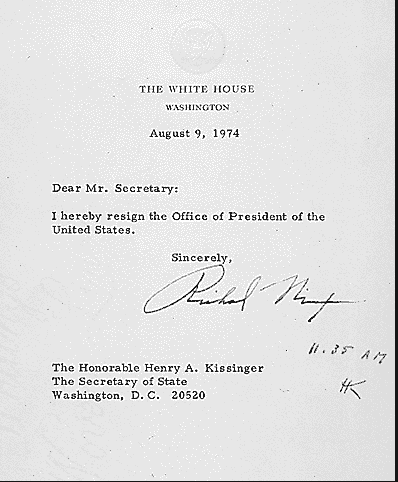 THE WHITE HOUSE
WASHINGTON
August 9, 1974
Dear Mr. Secretary:
I hereby resign the Office of President of the
United States.
Sincerely,
Richard Nixon
11.35 AM
HK
The Honorable Henry A. Kissinger
The Secretary of State
Washington, D.C. 20520